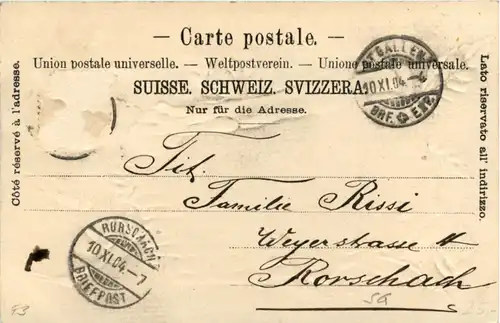 — Carte postale. —
Union postale universelle. — Weltpostverein. — Unione postale universale.
SUISSE. SCHWEIZ. SVIZZERA.
Nur für die Adresse.
Côté réservé à l'adresse.
Lato riservato all' indirizzo.
ST. GALLEN
10.XI.04.–4
BRF. EXP.
Tit.
Familie Rissi
Weyerstrasse
Rorschach
RORSCHACH
10.XI.04.–7
BRIEFPOST
SG